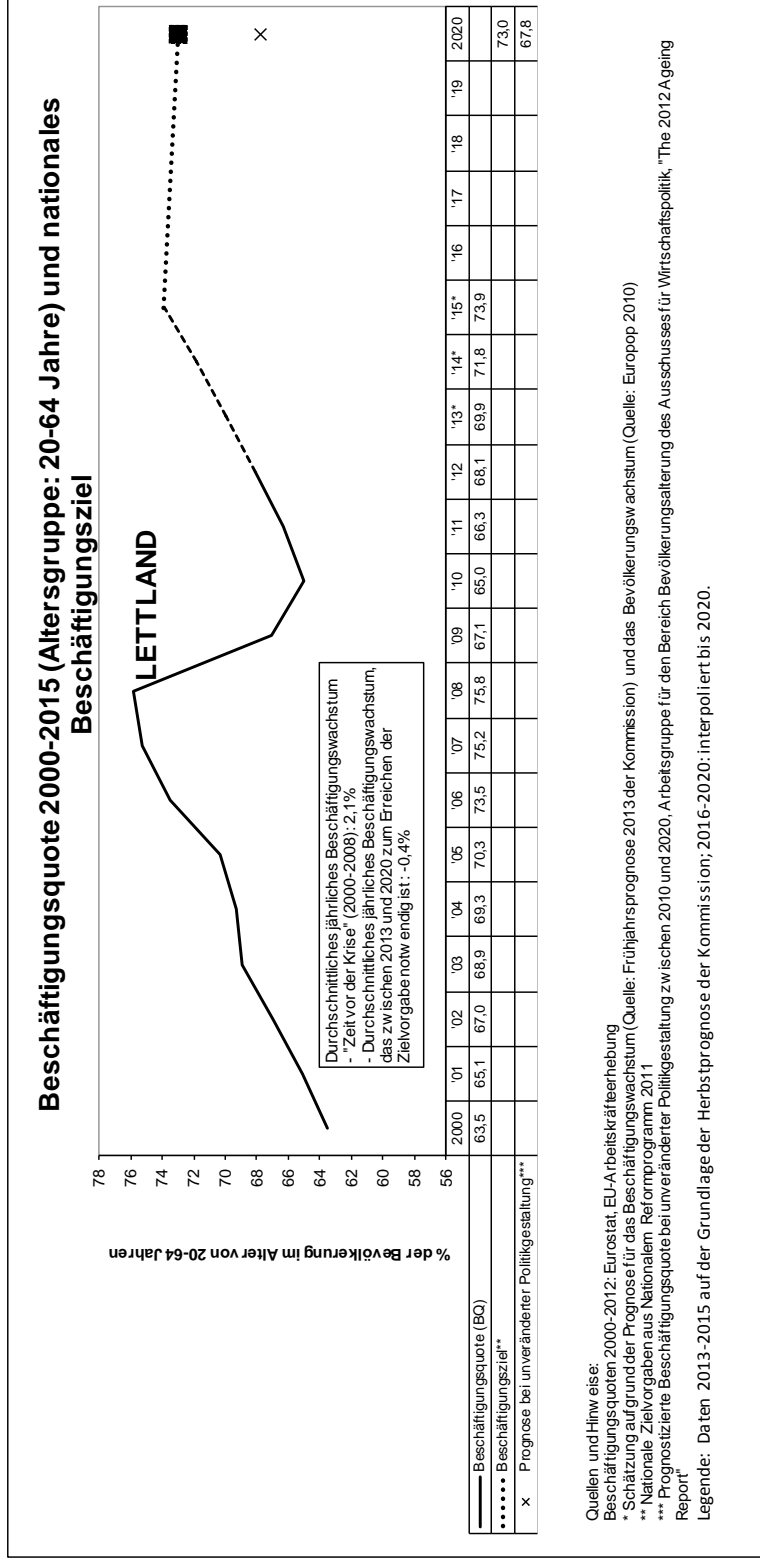 Beschäftigungsquote 2000-2015 (Altersgruppe: 20-64 Jahre) und nationales
Beschäftigungsziel
LETTLAND
% der Bevölkerung im Alter von 20-64 Jahren
78
76
74
72
70
68
66
64
62
60
58
56
Durchschnittliches jährliches Beschäftigungswachstum
- "Zeit vor der Krise" (2000-2008): 2,1%
- Durchschnittliches jährliches Beschäftigungswachstum,
das zwischen 2013 und 2020 zum Erreichen der
Zielvorgabe notwendig ist : -0,4%
2000 '01 '02 '03 '04 '05 '06 '07 '08 '09 '10 '11 '12 '13* '14* '15* '16 '17 '18 '19 2020
Beschäftigungsquote (BQ) 63,5 65,1 67,0 68,9 69,3 70,3 73,5 75,2 75,8 67,1 65,0 66,3 68,1 69,9 71,8 73,9
Beschäftigungsziel** 73,0
Prognose bei unveränderter Politikgestaltung*** 67,8
Quellen und Hinweise:
Beschäftigungsquoten 2000-2012: Eurostat, EU-Arbeitskräfteerhebung
* Schätzung aufgrund der Prognose für das Beschäftigungswachstum (Quelle: Frühjahrsprognose 2013 der Kommission) und das Bevölkerungswachstum (Quelle: Europop 2010)
** Nationale Zielvorgaben aus Nationalem Reformprogramm 2011
*** Prognostizierte Beschäftigungsquote bei unveränderter Politikgestaltung zwischen 2010 und 2020, Arbeitsgruppe für den Bereich Bevölkerungsalterung des Ausschusses für Wirtschaftspolitik, "The 2012 Ageing
Report"
Legende: Daten 2013-2015 auf der Grundlage der Herbstprognose der Kommission; 2016-2020: interpoliert bis 2020.